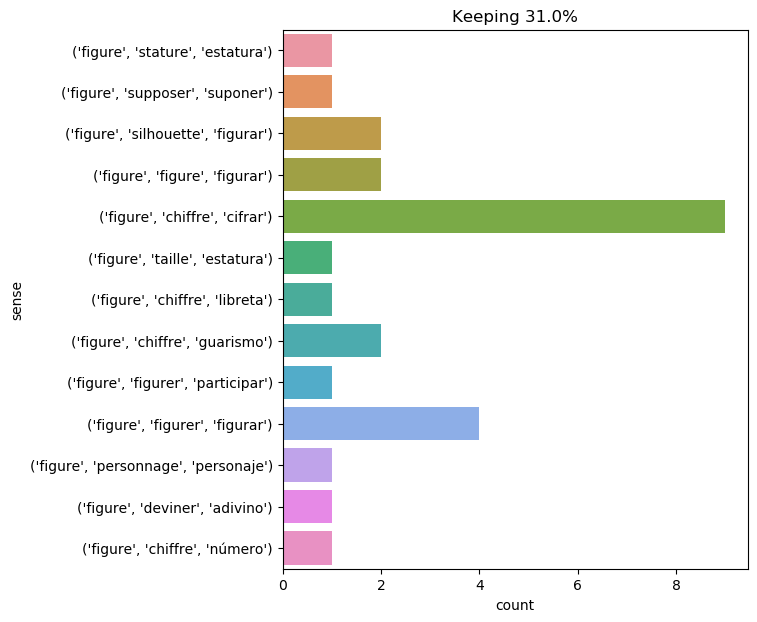 Keeping 31.0%
('figure', 'stature', 'estatura')
('figure', 'supposer', 'suponer')
('figure', 'silhouette', 'figurar')
('figure', 'figure', 'figurar')
('figure', 'chiffre', 'cifrar')
('figure', 'taille', 'estatura')
('figure', 'chiffre', 'libreta')
('figure', 'chiffre', 'guarismo')
('figure', 'figurer', 'participar')
('figure', 'figurer', 'figurar')
('figure', 'personnage', 'personaje')
('figure', 'deviner', 'adivino')
('figure', 'chiffre', 'número')
sense
0 2 4 6 8
count